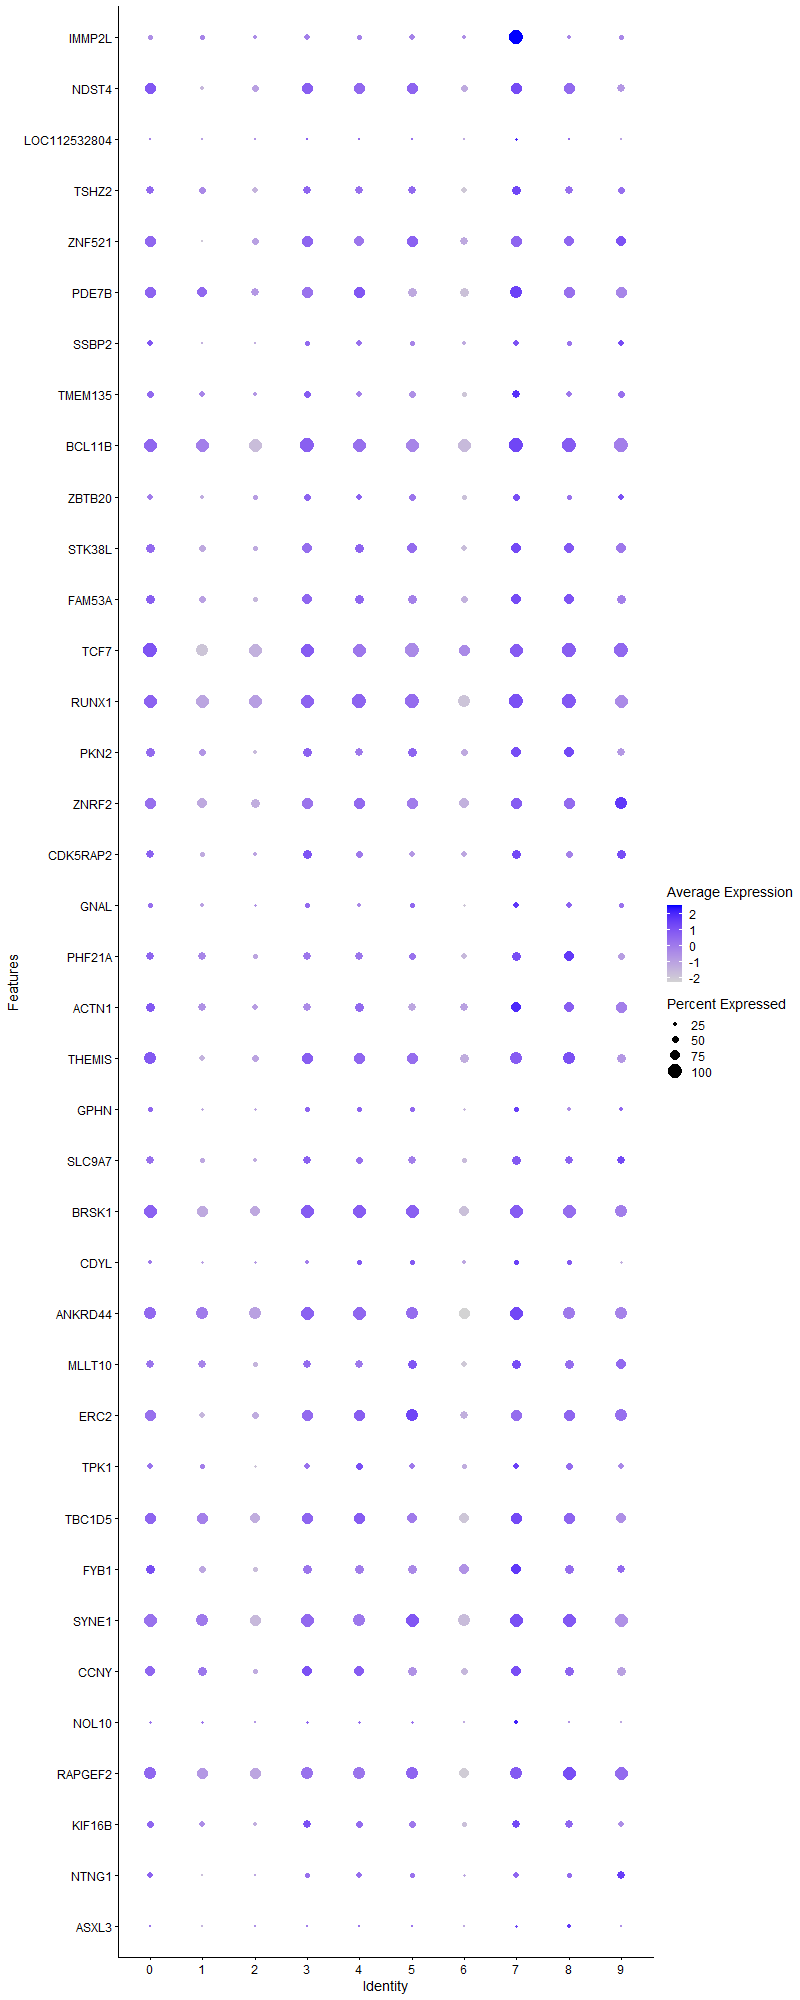 IMMP2L
NDST4
LOC112532804
TSHZ2
ZNF521
PDE7B
SSBP2
TMEM135
BCL11B
ZBTB20
STK38L
FAM53A
TCF7
RUNX1
PKN2
ZNRF2
CDK5RAP2
GNAL
PHF21A
ACTN1
THEMIS
GPHN
SLC9A7
BRSK1
CDYL
ANKRD44
MLLT10
ERC2
TPK1
TBC1D5
FYB1
SYNE1
CCNY
NOL10
RAPGEF2
KIF16B
NTNG1
ASXL3
Features
0 1 2 3 4 5 6 7 8 9
Identity
Average Expression
2
1
0
-1
-2
Percent Expressed
25
50
75
100